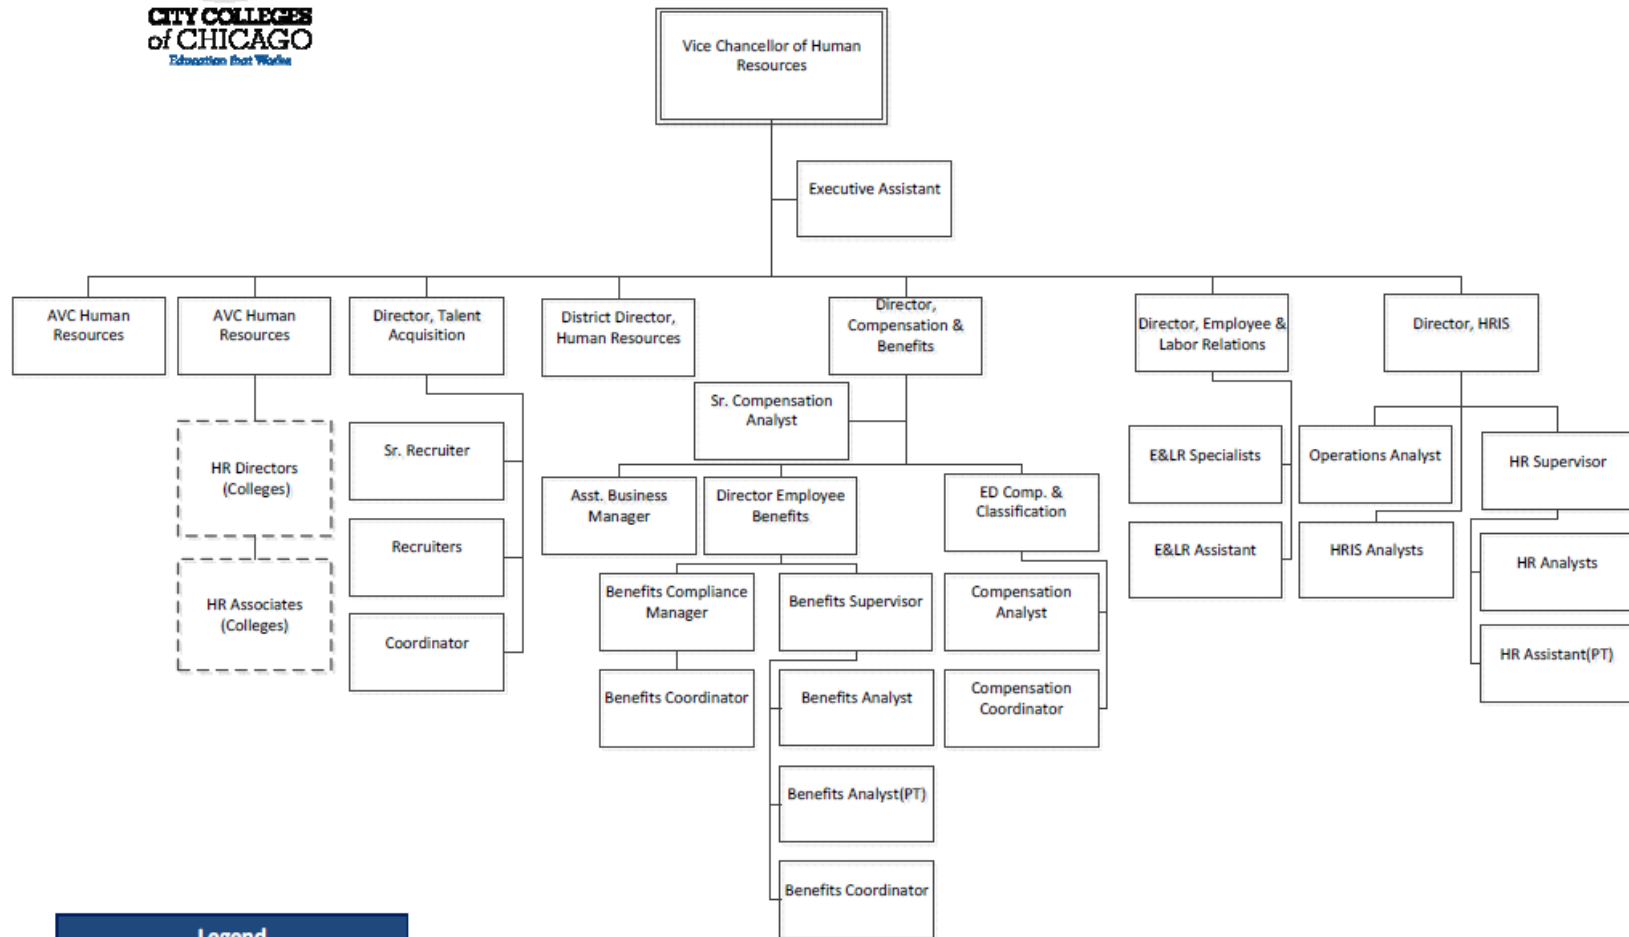 CITY COLLEGES
of CHICAGO
Education that Works
Vice Chancellor of Human
Resources
Executive Assistant
AVC Human
Resources
AVC Human
Resources
Director, Talent
Acquisition
District Director,
Human Resources
Director,
Compensation &
Benefits
Director, Employee &
Labor Relations
Director, HRIS
Sr. Compensation
Analyst
HR Directors
(Colleges)
HR Associates
(Colleges)
Sr. Recruiter
Recruiters
Coordinator
Asst. Business
Manager
Director Employee
Benefits
ED Comp. &
Classification
Benefits Compliance
Manager
Benefits Supervisor
Compensation
Analyst
Benefits Coordinator
Benefits Analyst
Compensation
Coordinator
Benefits Analyst(PT)
Benefits Coordinator
E&LR Specialists
E&LR Assistant
Operations Analyst
HRIS Analysts
HR Supervisor
HR Analysts
HR Assistant(PT)
Legend